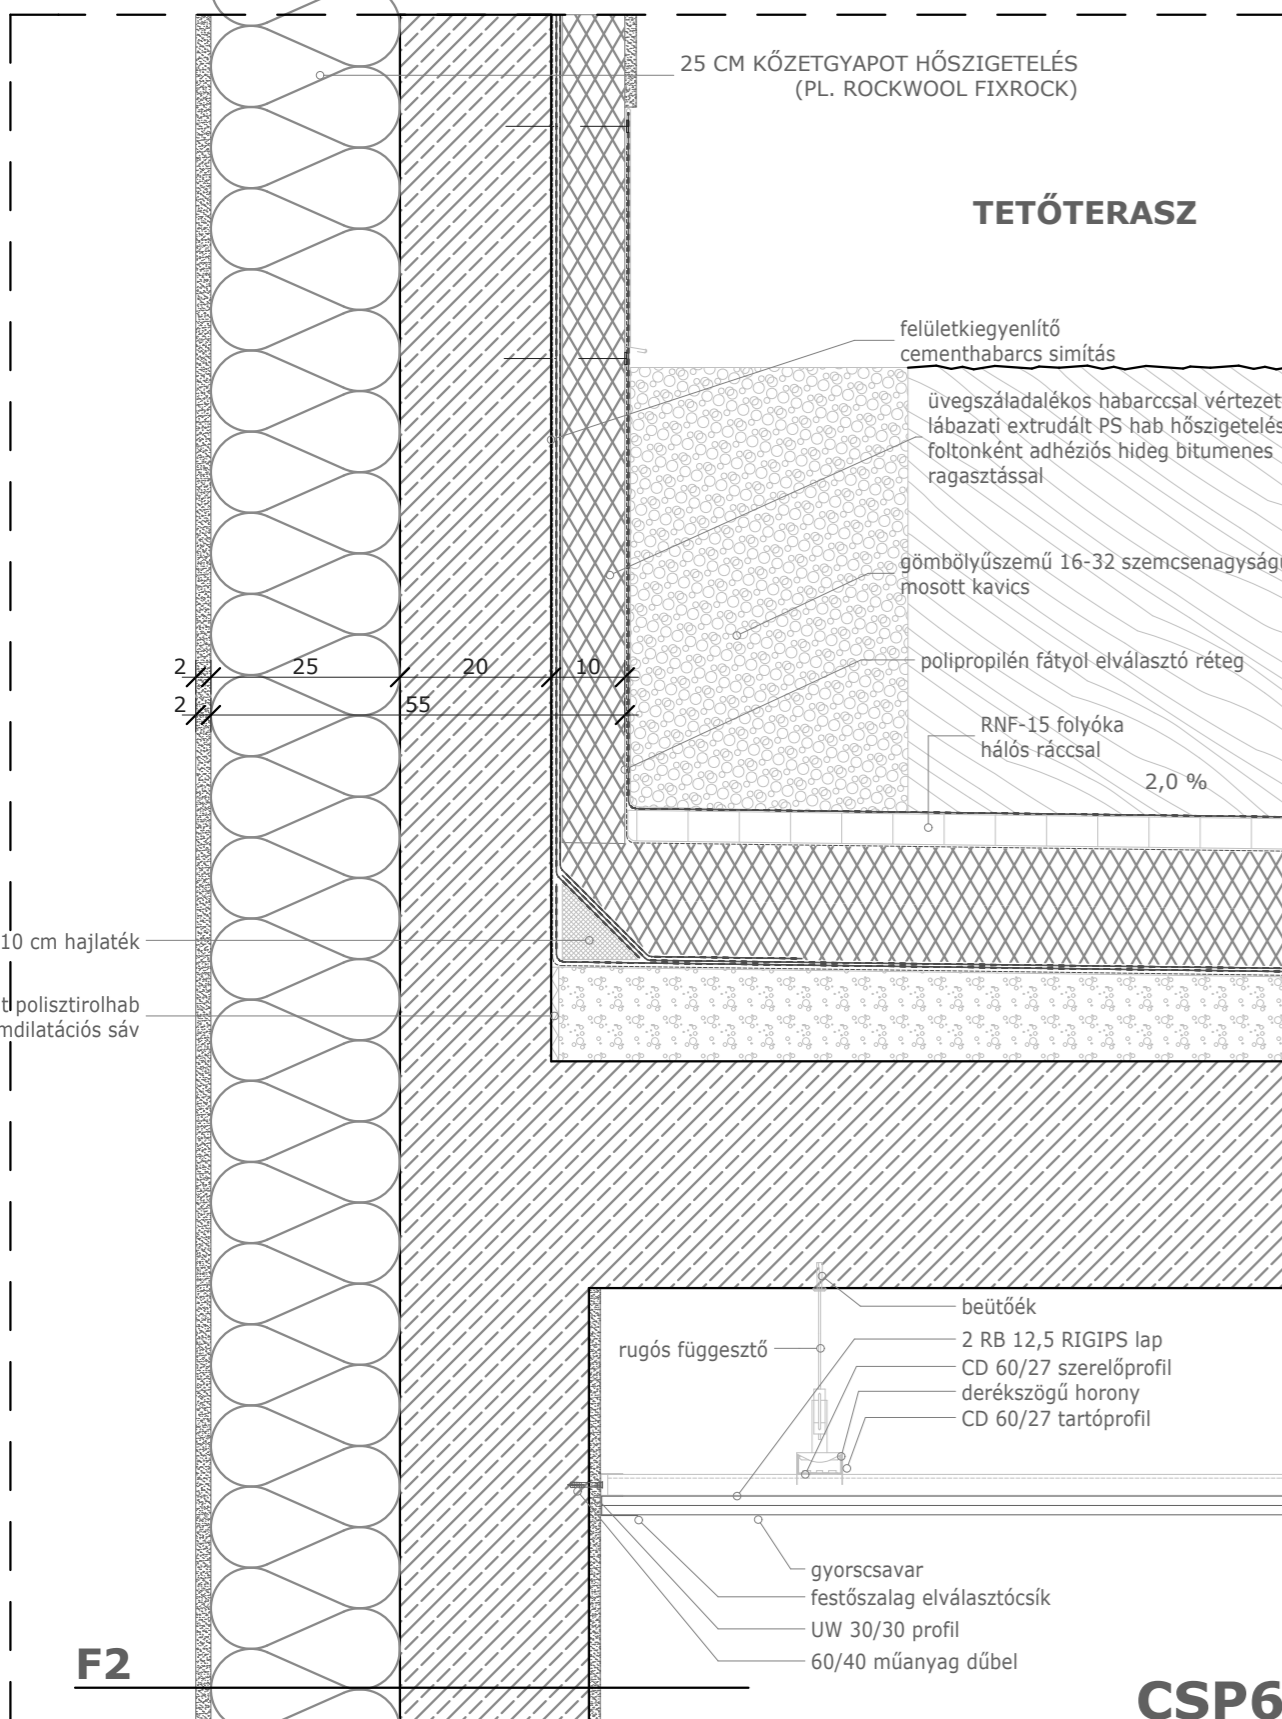 25 CM KŐZETGYAPOT HŐSZIGETELÉS
(PL. ROCKWOOL FIXROCK)
TETŐTERASZ
felületkiegyenlítő
cementhabarcs simítás
üvegszáladalékos habarccsal vértezet
lábazati extrudált PS hab hőszigetelés
foltonként adhéziós hideg bitumenes
ragasztással
gömbölyűszemű 16-32 szemcsenagyságú
mosott kavics
polipropilén fátyol elválasztó réteg
2 25 20 10
2 55
RNF-15 folyóka
hálós ráccsal
2,0 %
10 cm hajlaték
t polisztirolhab
mdilatációs sáv
beütőék
rugós függesztő
2 RB 12,5 RIGIPS lap
CD 60/27 szerelőprofil
derékszögű horony
CD 60/27 tartóprofil
gyorscsavar
festőszalag elválasztócsík
UW 30/30 profil
60/40 műanyag dűbel
F2
CSP6